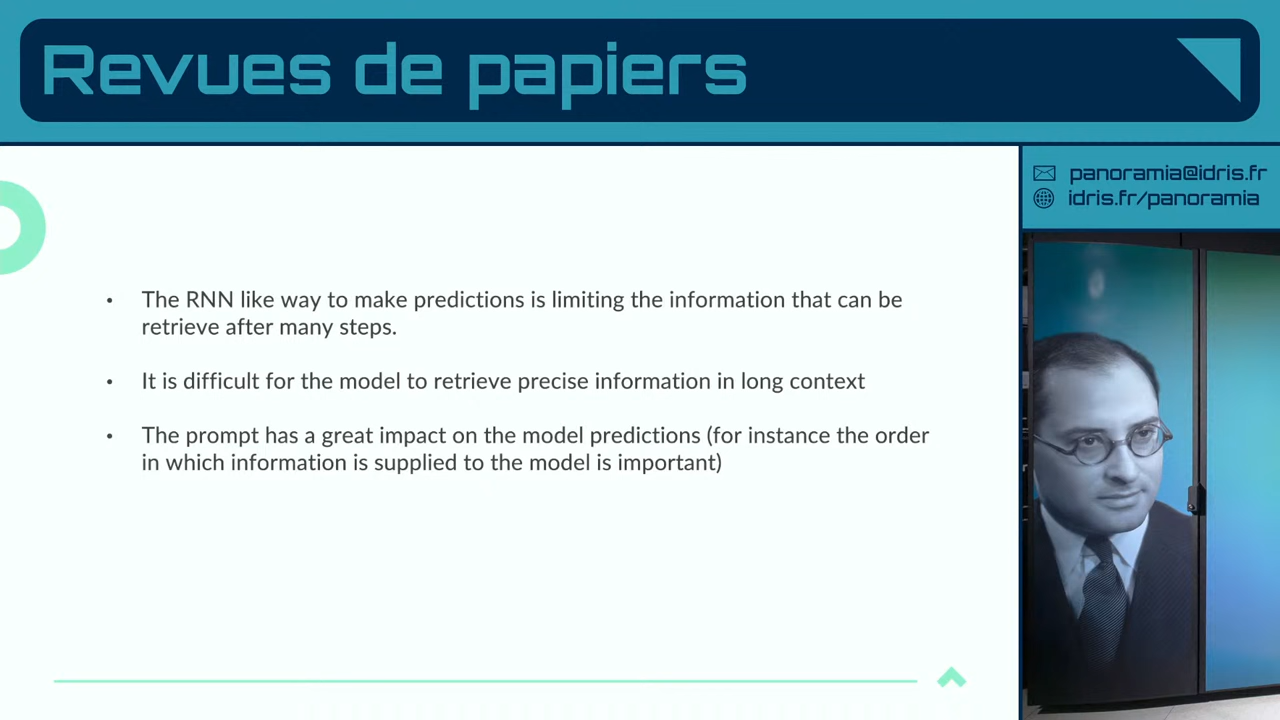 Revues de papiers
panoramia@idris.fr
idris.fr/panoramia
• The RNN like way to make predictions is limiting the information that can be
retrieve after many steps.
• It is difficult for the model to retrieve precise information in long context
• The prompt has a great impact on the model predictions (for instance the order
in which information is supplied to the model is important)